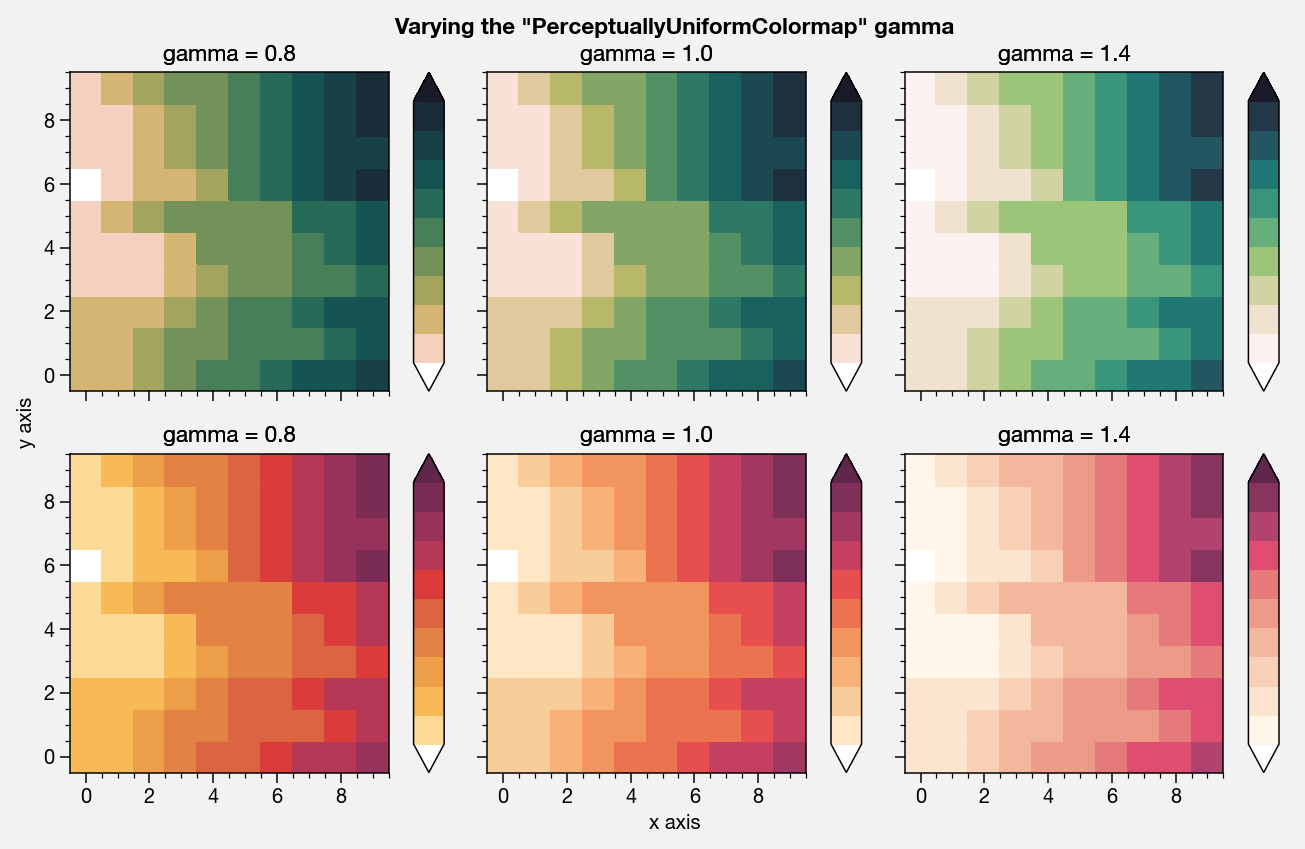 Varying the "PerceptuallyUniformColormap" gamma
gamma = 0.8
gamma = 1.0
gamma = 1.4
8
6
4
2
0
y axis
gamma = 0.8
gamma = 1.0
gamma = 1.4
8
6
4
2
0
0 2 4 6 8
0 2 4 6 8
0 2 4 6 8
x axis